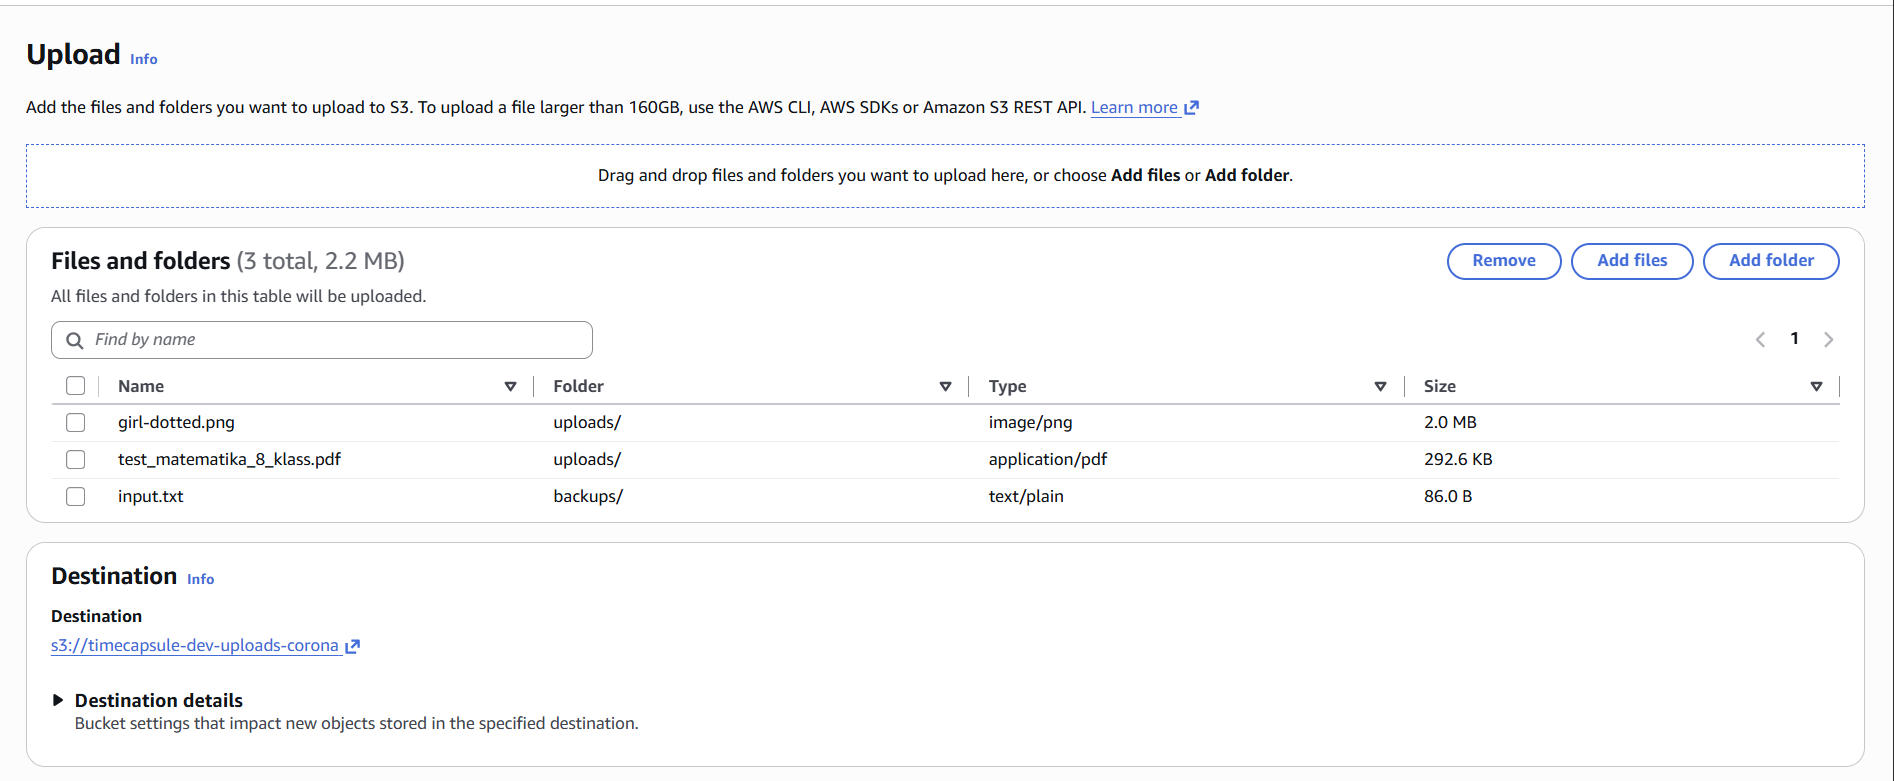 Upload Info
Add the files and folders you want to upload to S3. To upload a file larger than 160GB, use the AWS CLI, AWS SDKs or Amazon S3 REST API. Learn more
Drag and drop files and folders you want to upload here, or choose Add files or Add folder.
Files and folders (3 total, 2.2 MB)
Remove Add files Add folder
All files and folders in this table will be uploaded.
Find by name
1
Name Folder Type Size
girl-dotted.png uploads/ image/png 2.0 MB
test_matematika_8_klass.pdf uploads/ application/pdf 292.6 KB
input.txt backups/ text/plain 86.0 B
Destination Info
Destination
s3://timecapsule-dev-uploads-corona
Destination details
Bucket settings that impact new objects stored in the specified destination.